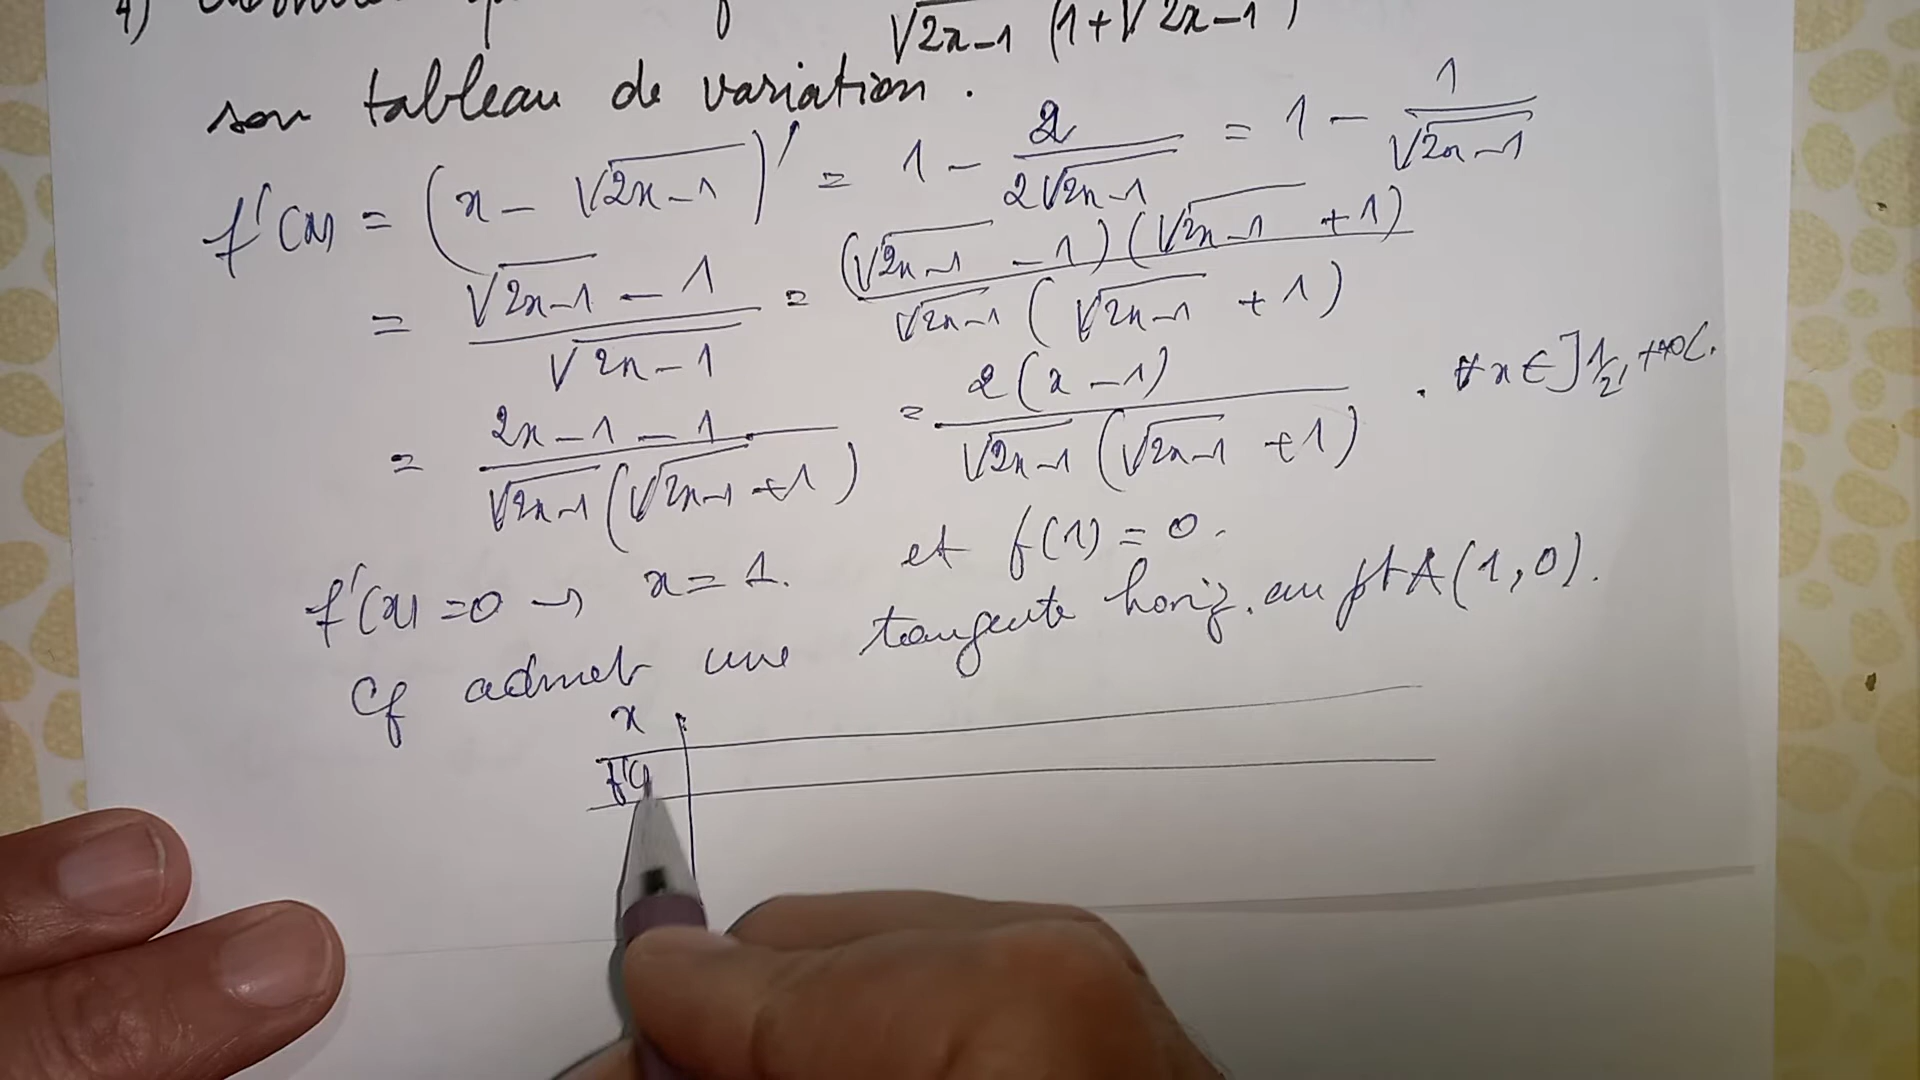 4)
√2x-1 (1+√2x-1)
son tableau de variation.
f'(x) = (x - √2x-1)' = 1 - 2/(2√2x-1) = 1 - 1/√2x-1
= (√2x-1 - 1)/√2x-1 = (√2x-1 - 1)(√2x-1 + 1)/(√2x-1 (√2x-1 + 1))
= (2x-1-1)/(√2x-1 (√2x-1 + 1)) = 2(x-1)/(√2x-1 (√2x-1 + 1)) . ∀x ∈ ]1/2, +∞[.
f'(x) = 0 → x = 1. et f(1) = 0.
Cf admet une tangente horiz. au pt A(1,0).
x
f'(